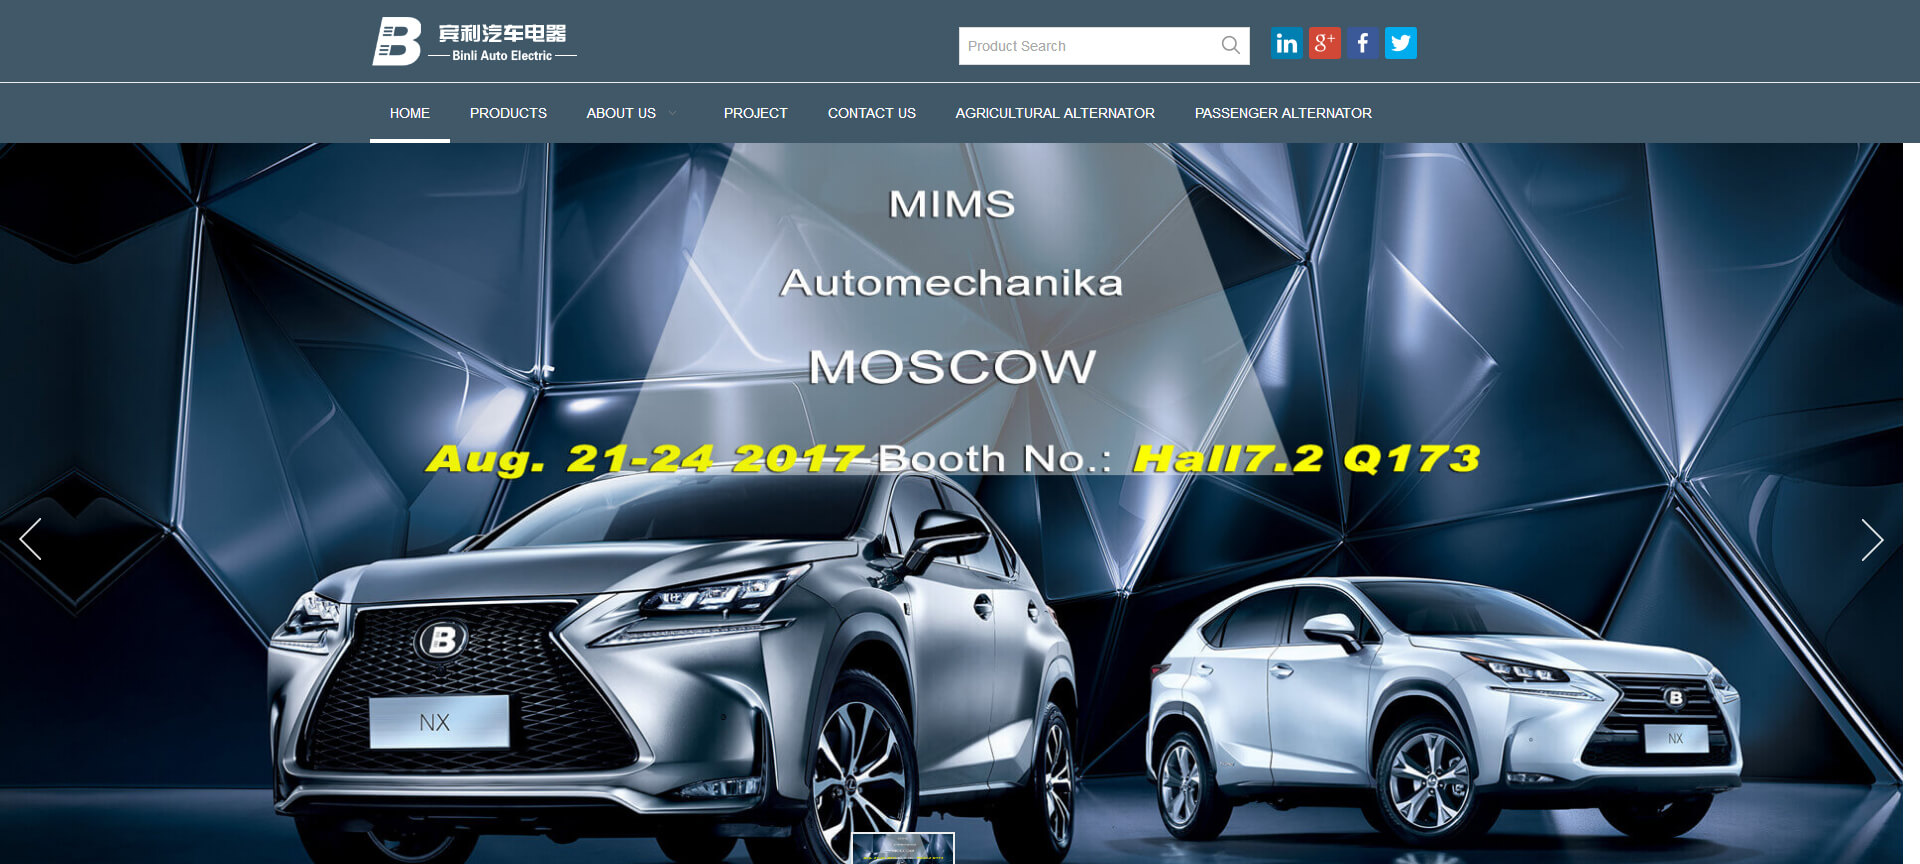 B
宾利汽车电器
Binli Auto Electric
Product Search
in g+ f
HOME PRODUCTS ABOUT US PROJECT CONTACT US AGRICULTURAL ALTERNATOR PASSENGER ALTERNATOR
MIMS
Automechanika
MOSCOW
Aug. 21-24 2017 Booth No.: Hall7.2 Q173
B
NX
B
NX